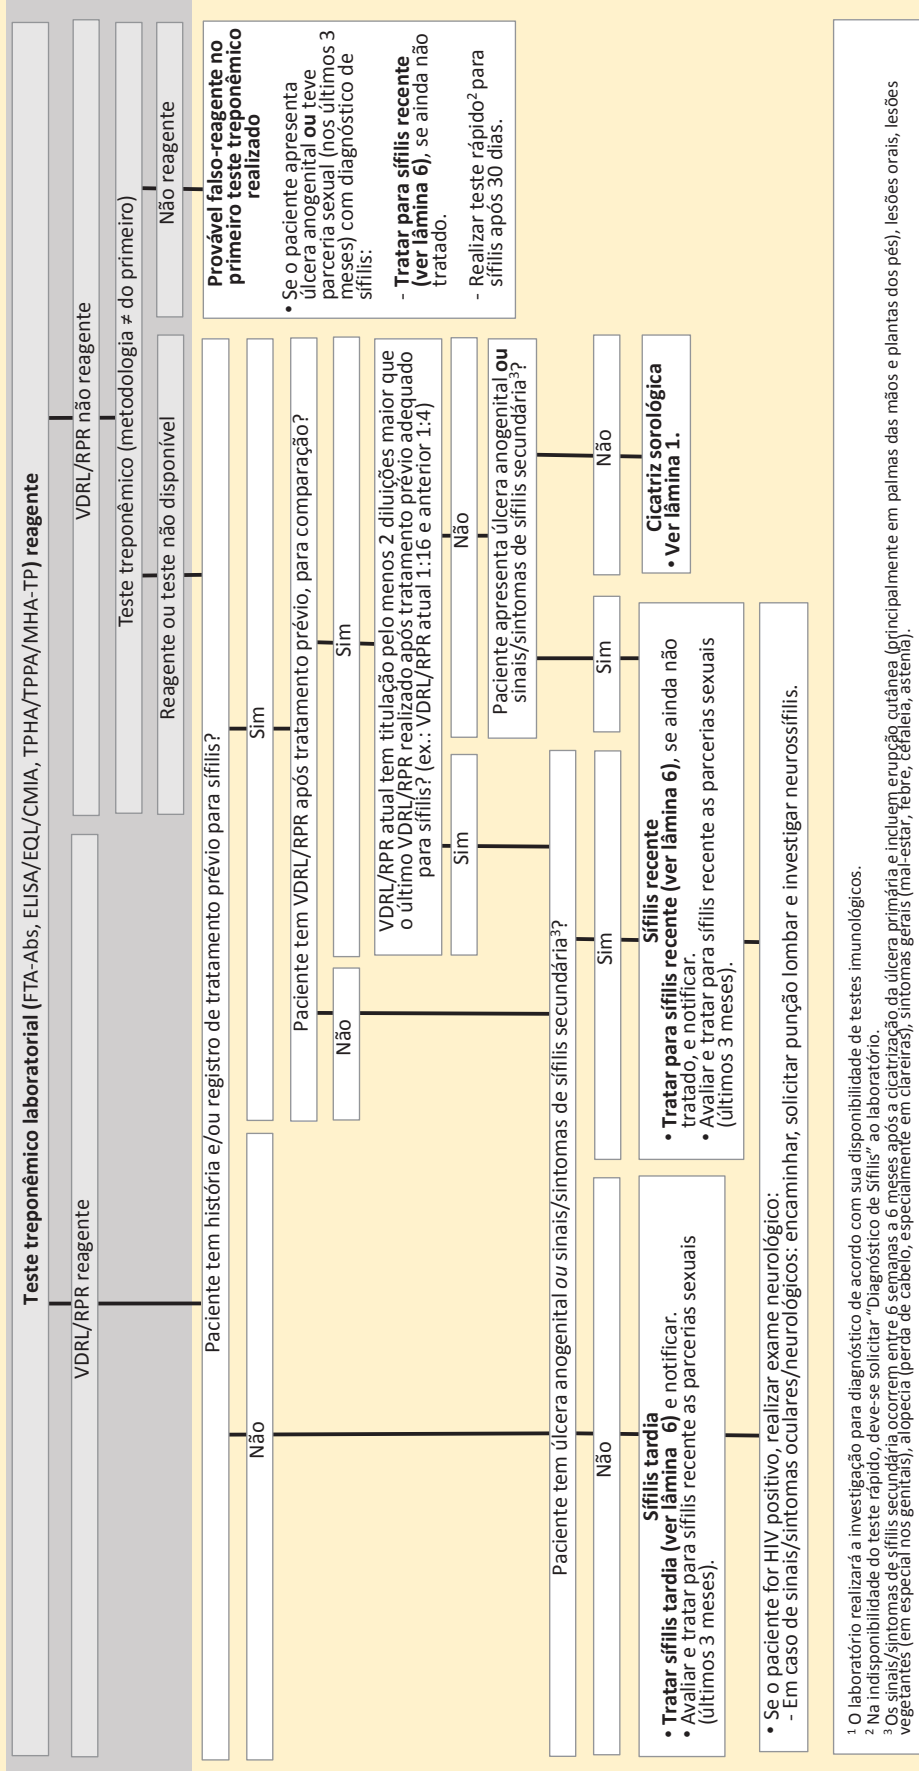 Teste treponêmico laboratorial (FTA-Abs, ELISA/EQL/CMIA, TPHA/TPPA/MHA-TP) reagente
VDRL/RPR reagente
VDRL/RPR não reagente
Teste treponêmico (metodologia ≠ do primeiro)
Reagente ou teste não disponível
Não reagente
Paciente tem história e/ou registro de tratamento prévio para sífilis?
Não
Sim
Paciente tem VDRL/RPR após tratamento prévio, para comparação?
Não
Sim
VDRL/RPR atual tem titulação pelo menos 2 diluições maior que
o último VDRL/RPR realizado após tratamento prévio adequado
para sífilis? (ex.: VDRL/RPR atual 1:16 e anterior 1:4)
Sim
Não
Paciente apresenta úlcera anogenital ou
sinais/sintomas de sífilis secundária³?
Sim
Não
Cicatriz sorológica
• Ver lâmina 1.
Provável falso-reagente no
primeiro teste treponêmico
realizado
• Se o paciente apresenta
úlcera anogenital ou teve
parceria sexual (nos últimos 3
meses) com diagnóstico de
sífilis:
- Tratar para sífilis recente
(ver lâmina 6), se ainda não
tratado.
- Realizar teste rápido² para
sífilis após 30 dias.
Paciente tem úlcera anogenital ou sinais/sintomas de sífilis secundária³?
Não
Sim
Sífilis tardia
• Tratar sífilis tardia (ver lâmina 6) e notificar.
• Avaliar e tratar para sífilis recente as parcerias sexuais
(últimos 3 meses).
Sífilis recente
• Tratar para sífilis recente (ver lâmina 6), se ainda não
tratado, e notificar.
• Avaliar e tratar para sífilis recente as parcerias sexuais
(últimos 3 meses).
• Se o paciente for HIV positivo, realizar exame neurológico:
- Em caso de sinais/sintomas oculares/neurológicos: encaminhar, solicitar punção lombar e investigar neurossífilis.
¹ O laboratório realizará a investigação para diagnóstico de acordo com sua disponibilidade de testes imunológicos.
² Na indisponibilidade do teste rápido, deve-se solicitar "Diagnóstico de Sífilis" ao laboratório.
³ Os sinais/sintomas de sífilis secundária ocorrem entre 6 semanas a 6 meses após a cicatrização da úlcera primária e incluem erupção cutânea (principalmente em palmas das mãos e plantas dos pés), lesões orais, lesões
vegetantes (em especial nos genitais), alopecia (perda de cabelo, especialmente em clareiras), sintomas gerais (mal-estar, febre, cefaleia, astenia).